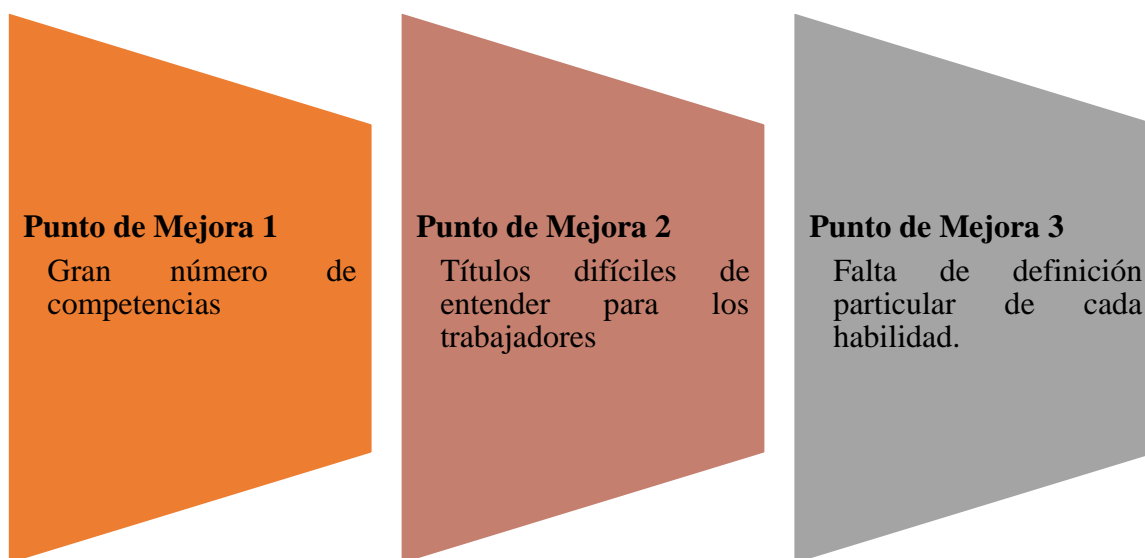 Punto de Mejora 1
Gran número de
competencias
Punto de Mejora 2
Títulos difíciles de
entender para los
trabajadores
Punto de Mejora 3
Falta de definición
particular de cada
habilidad.